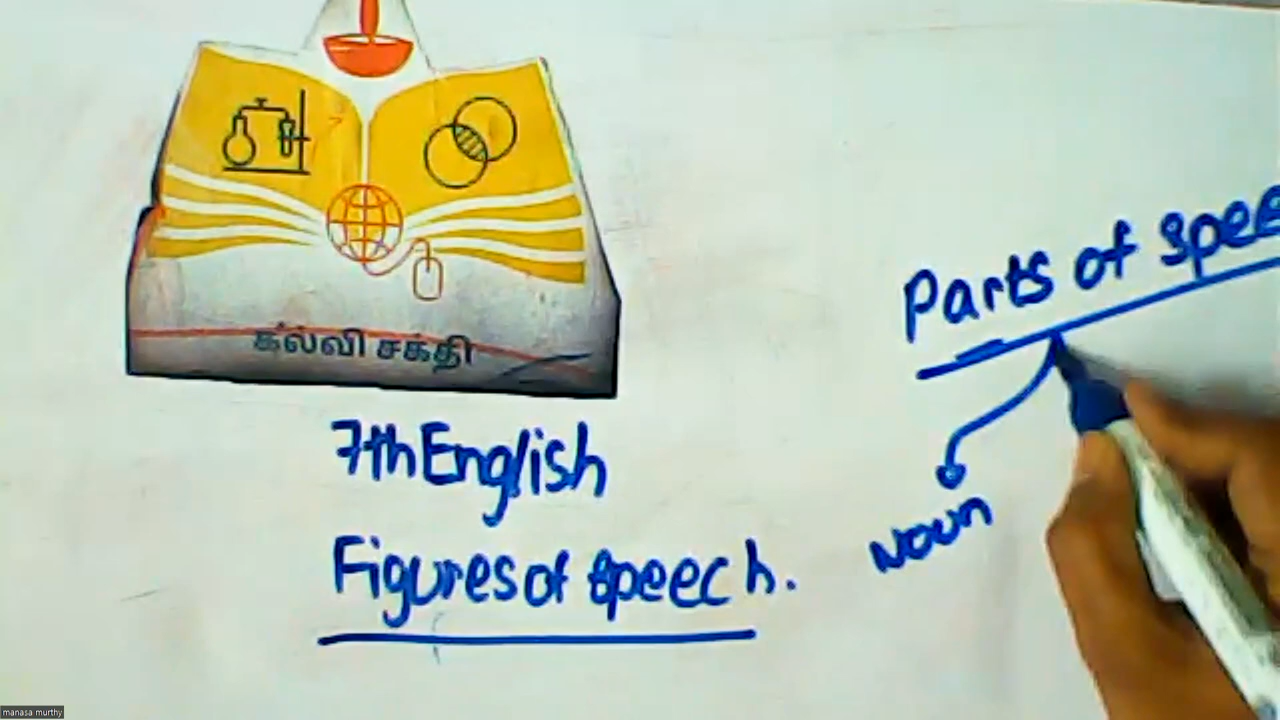 கல்வி சக்தி
7th English
Figures of speech.
Parts of spee
Noun
manasa murthy